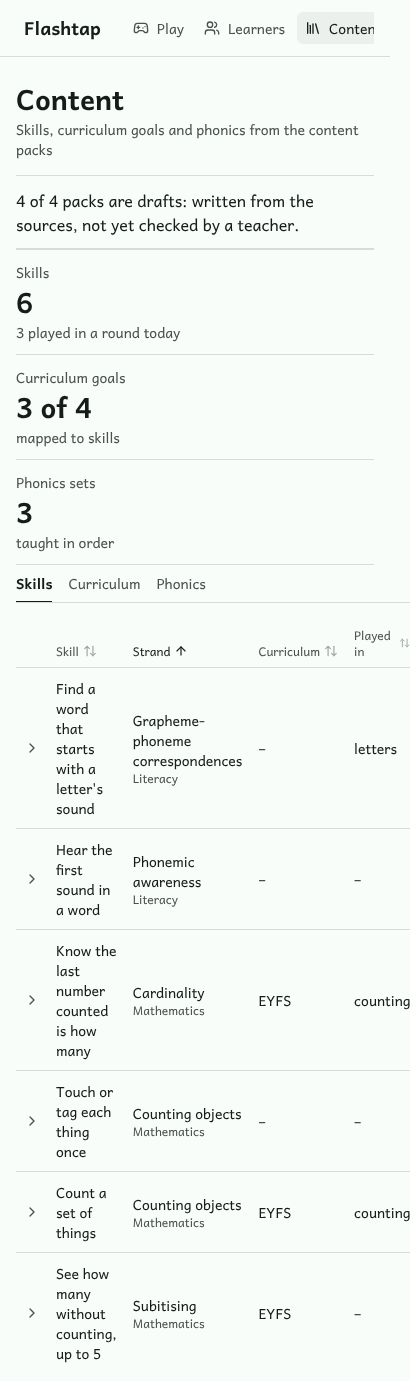 Flashtap Play Learners Conten
Content
Skills, curriculum goals and phonics from the content
packs
4 of 4 packs are drafts: written from the
sources, not yet checked by a teacher.
Skills
6
3 played in a round today
Curriculum goals
3 of 4
mapped to skills
Phonics sets
3
taught in order
Skills Curriculum Phonics
Skill Strand Curriculum Played
in
Find a
word
that
starts
with a
letter's
sound
Grapheme-
phoneme
correspondences
Literacy
–
letters
Hear the
first
sound in
a word
Phonemic
awareness
Literacy
–
–
Know the
last
number
counted
is how
many
Cardinality
Mathematics
EYFS
counting
Touch or
tag each
thing
once
Counting objects
Mathematics
–
–
Count a
set of
things
Counting objects
Mathematics
EYFS
counting
See how
many
without
counting,
up to 5
Subitising
Mathematics
EYFS
–